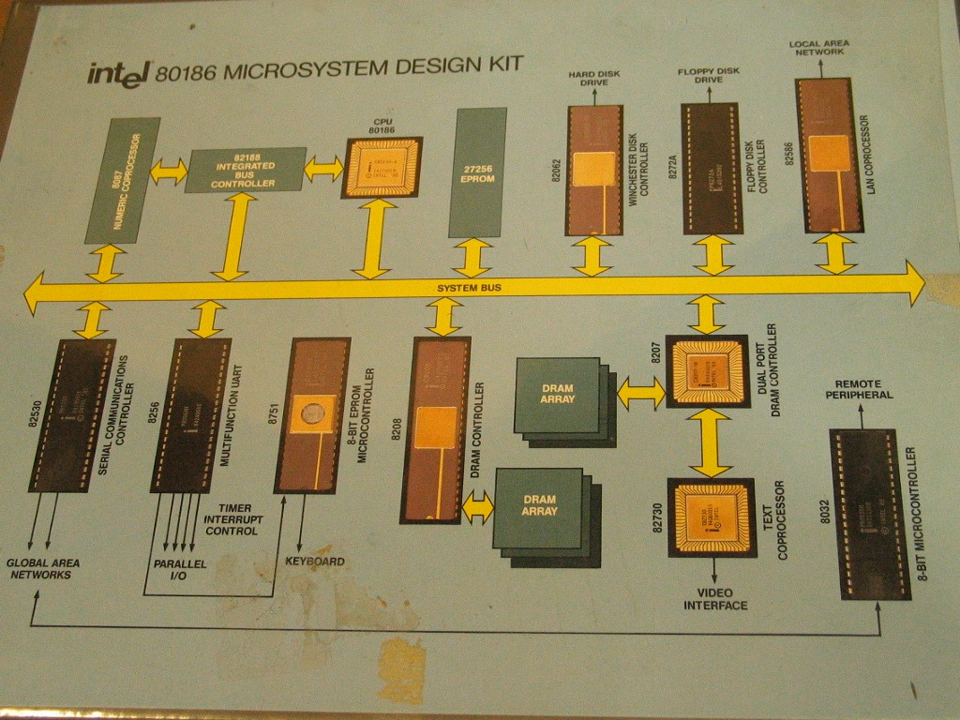 intel 80186 MICROSYSTEM DESIGN KIT
HARD DISK
DRIVE
FLOPPY DISK
DRIVE
LOCAL AREA
NETWORK
8087
NUMERIC COPROCESSOR
82188
INTEGRATED
BUS
CONTROLLER
CPU
80186
27256
EPROM
82062
WINCHESTER DISK
CONTROLLER
8272A
FLOPPY DISK
CONTROLLER
82586
LAN COPROCESSOR
SYSTEM BUS
82530
SERIAL COMMUNICATIONS
CONTROLLER
8256
MULTIFUNCTION UART
8751
8-BIT EPROM
MICROCONTROLLER
8208
DRAM CONTROLLER
DRAM
ARRAY
DRAM
ARRAY
8207
DUAL PORT
DRAM CONTROLLER
82730
TEXT
COPROCESSOR
REMOTE
PERIPHERAL
8032
8-BIT MICROCONTROLLER
GLOBAL AREA
NETWORKS
PARALLEL
I/O
TIMER
INTERRUPT
CONTROL
KEYBOARD
VIDEO
INTERFACE